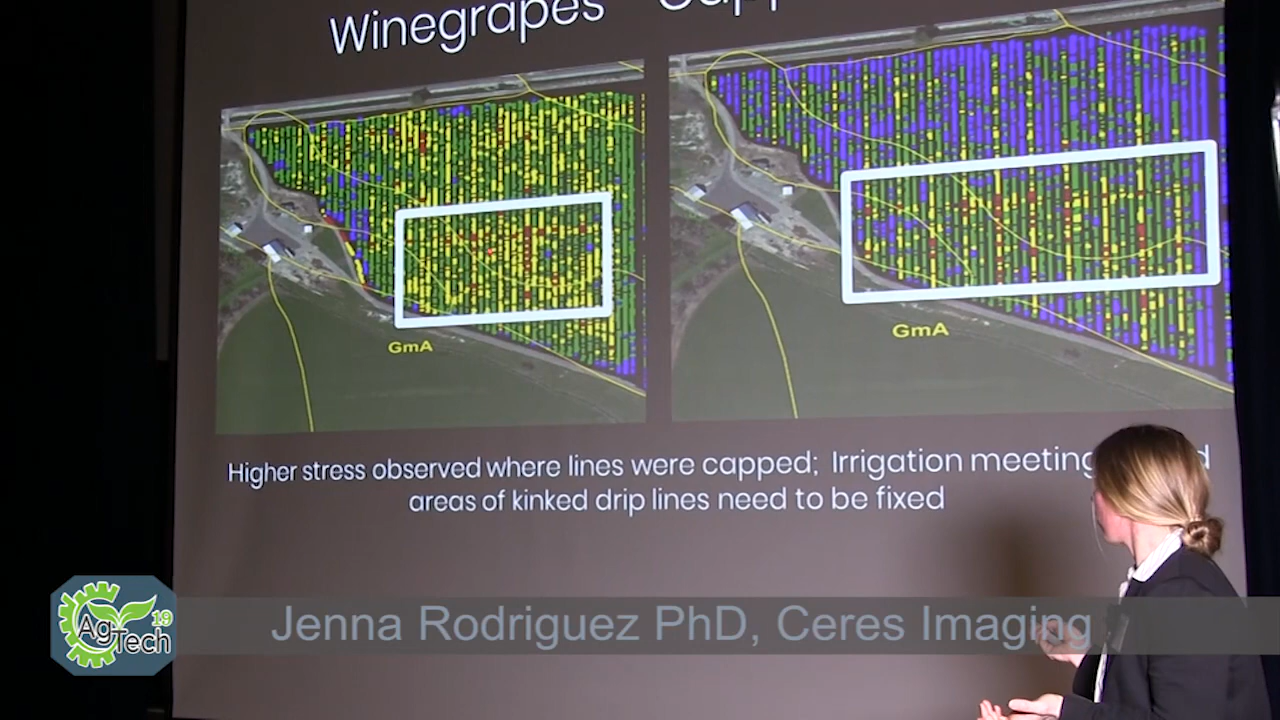 Winegrapes
GmA
GmA
Higher stress observed where lines were capped; Irrigation meeting
areas of kinked drip lines need to be fixed
AgTech 19
Jenna Rodriguez PhD, Ceres Imaging